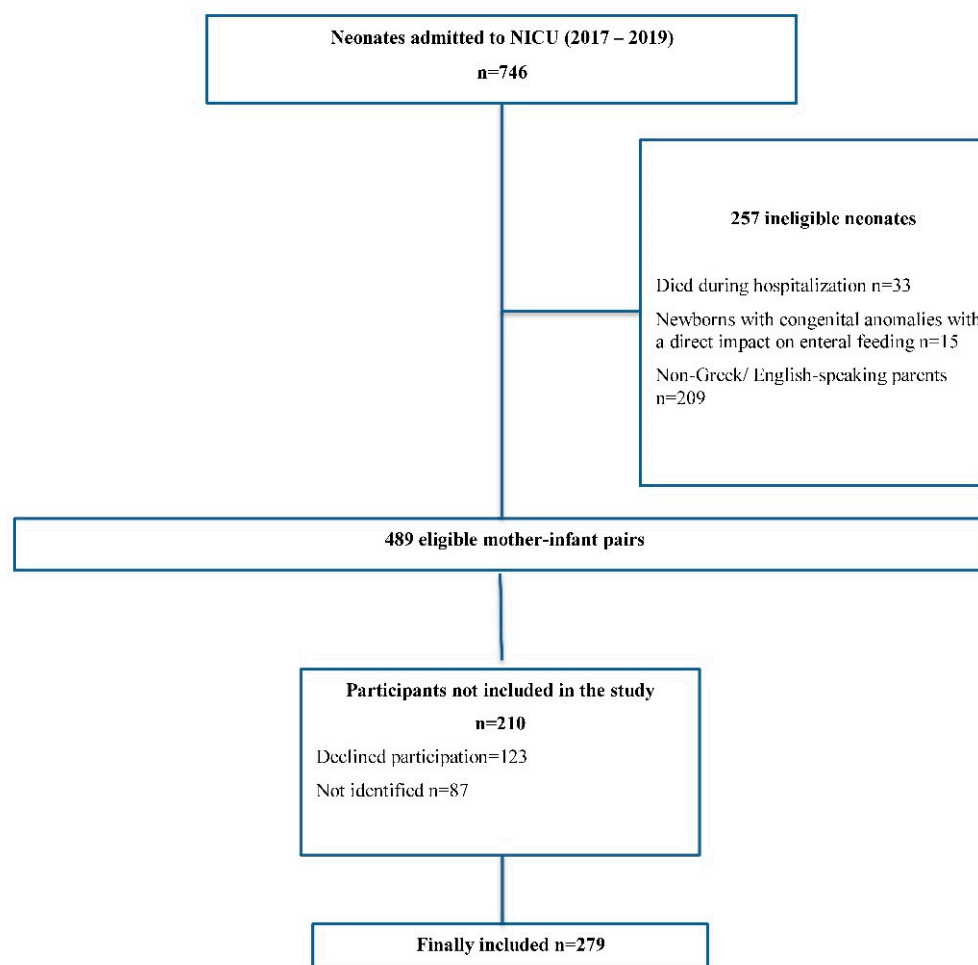 Neonates admitted to NICU (2017 – 2019)
n=746
257 ineligible neonates
Died during hospitalization n=33
Newborns with congenital anomalies with
a direct impact on enteral feeding n=15
Non-Greek/ English-speaking parents
n=209
489 eligible mother-infant pairs
Participants not included in the study
n=210
Declined participation=123
Not identified n=87
Finally included n=279